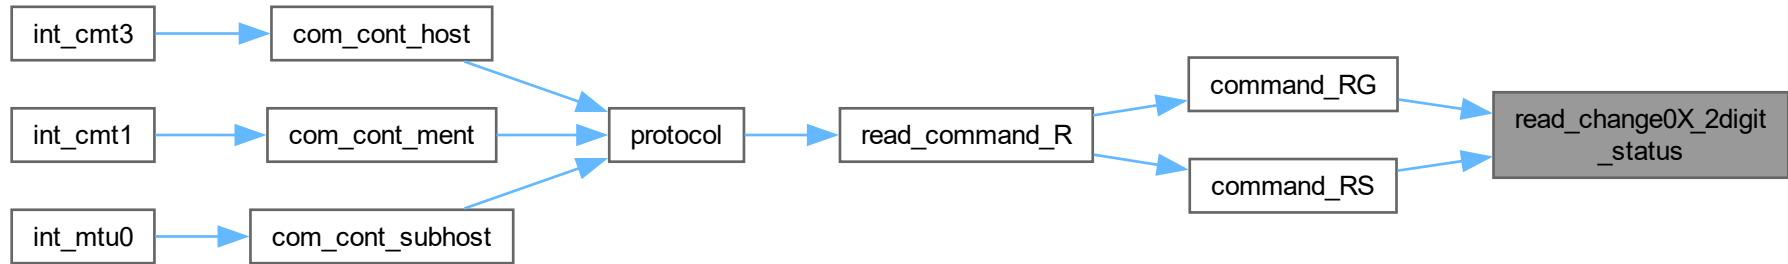 int_cmt3
com_cont_host
int_cmt1
com_cont_ment
int_mtu0
com_cont_subhost
protocol
read_command_R
command_RG
command_RS
read_change0X_2digit
_status